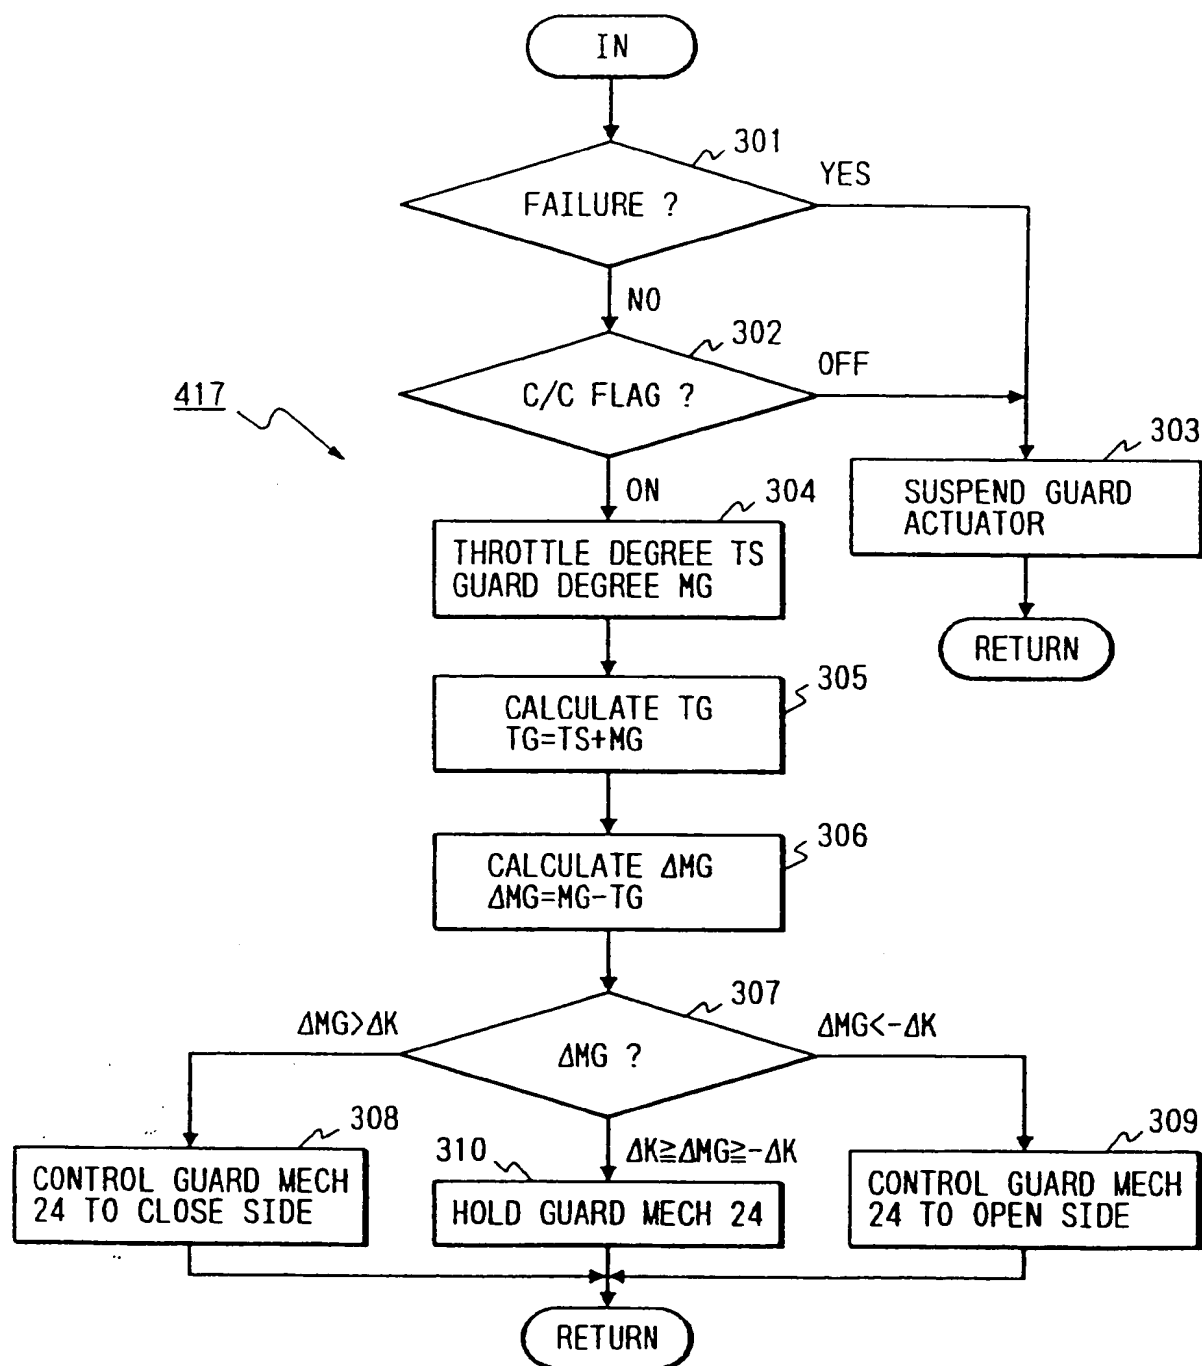 IN
301
FAILURE ?
YES
NO
302
C/C FLAG ?
OFF
417
ON
303
SUSPEND GUARD
ACTUATOR
RETURN
304
THROTTLE DEGREE TS
GUARD DEGREE MG
305
CALCULATE TG
TG=TS+MG
306
CALCULATE ΔMG
ΔMG=MG-TG
307
ΔMG ?
ΔMG>ΔK
ΔMG<-ΔK
308
CONTROL GUARD MECH
24 TO CLOSE SIDE
310
ΔK≧ΔMG≧-ΔK
HOLD GUARD MECH 24
309
CONTROL GUARD MECH
24 TO OPEN SIDE
RETURN